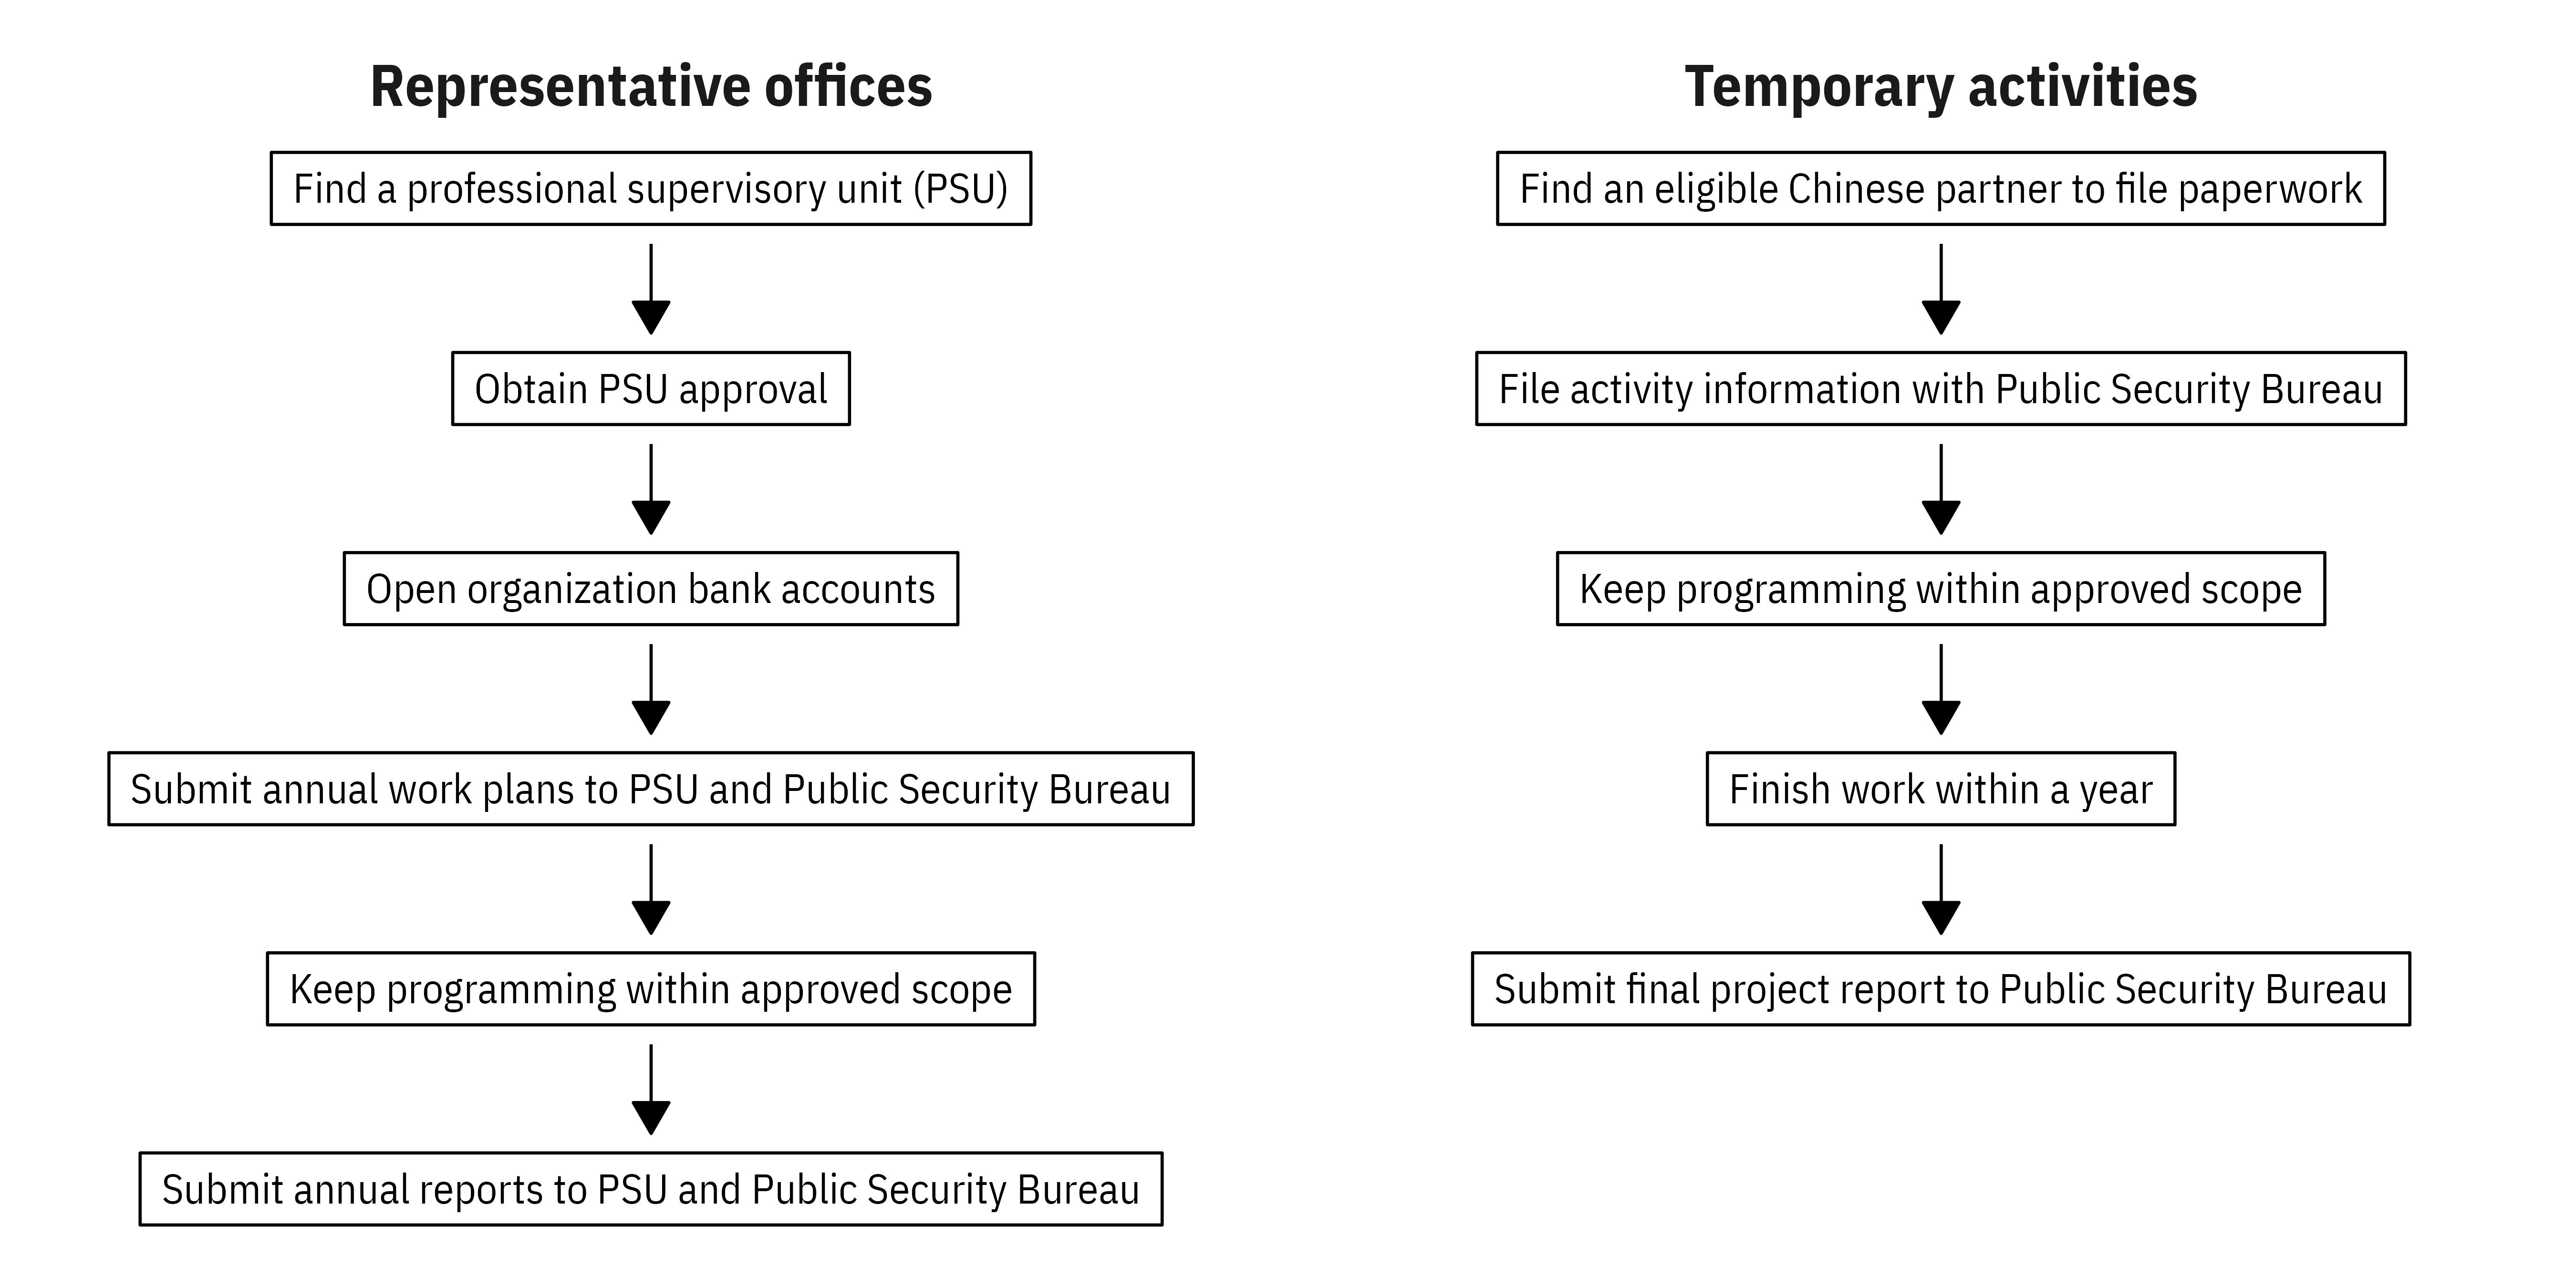 Representative offices
Find a professional supervisory unit (PSU)
Obtain PSU approval
Open organization bank accounts
Submit annual work plans to PSU and Public Security Bureau
Keep programming within approved scope
Submit annual reports to PSU and Public Security Bureau
Temporary activities
Find an eligible Chinese partner to file paperwork
File activity information with Public Security Bureau
Keep programming within approved scope
Finish work within a year
Submit final project report to Public Security Bureau